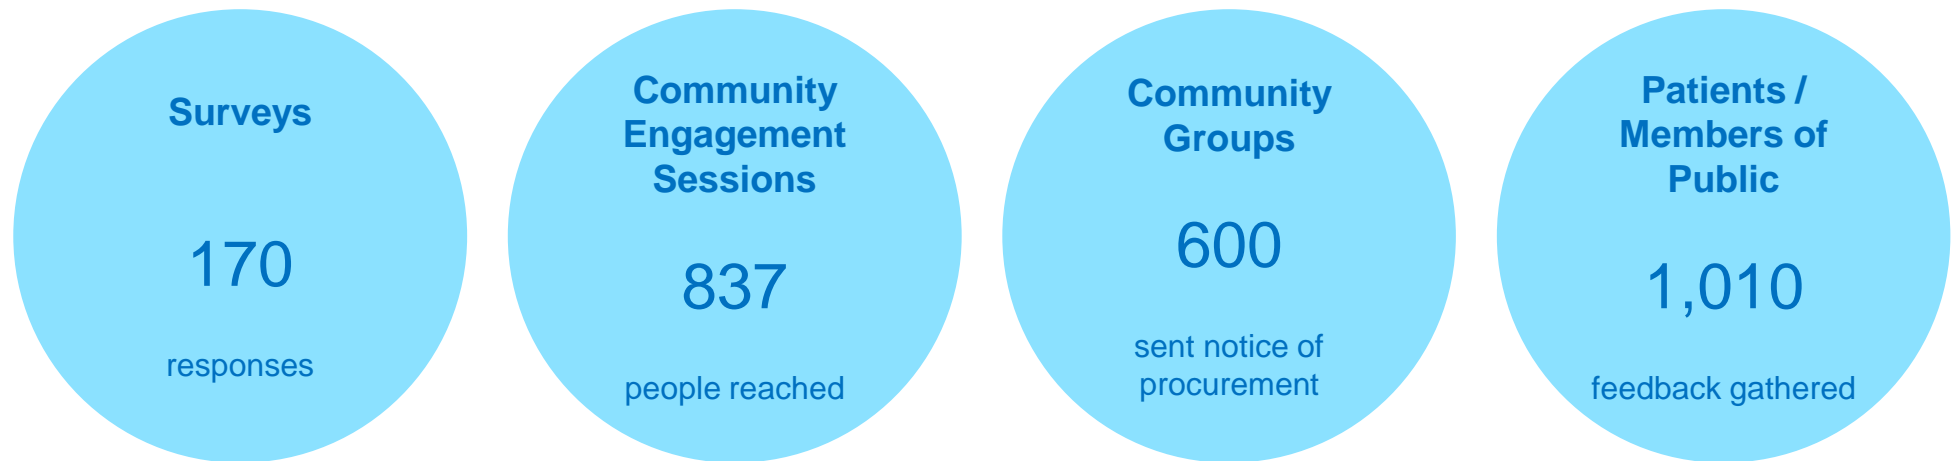 Surveys
170
responses
Community
Engagement
Sessions
837
people reached
Community
Groups
600
sent notice of
procurement
Patients /
Members of
Public
1,010
feedback gathered